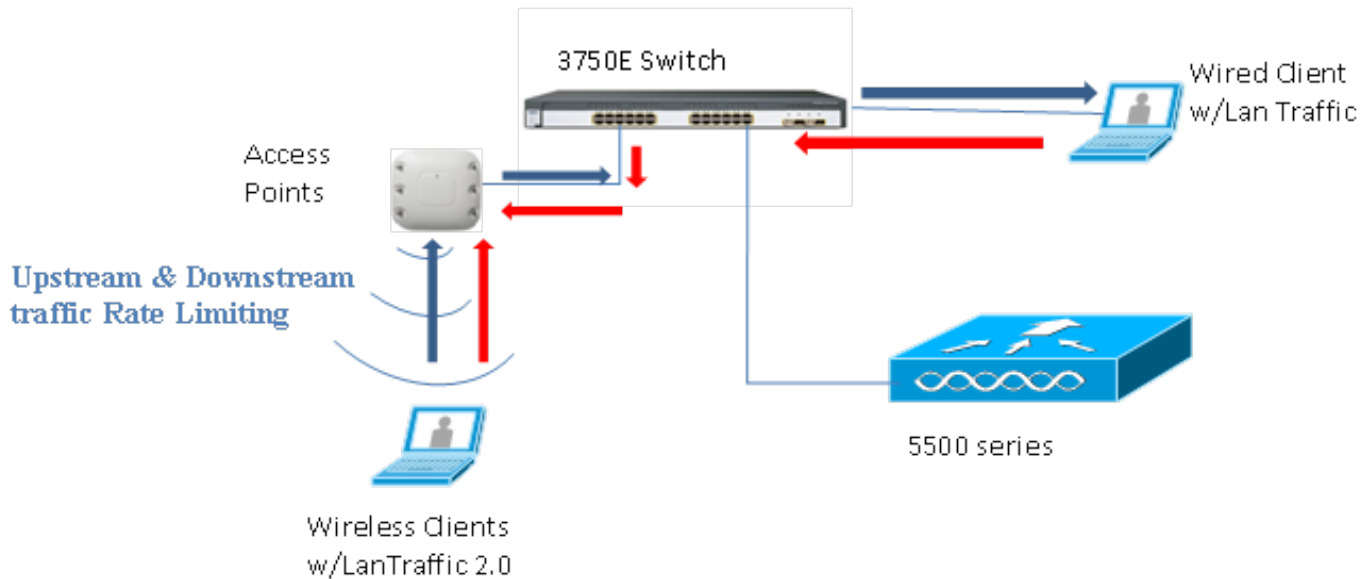 3750E Switch
Wired Client
w/Lan Traffic
Access
Points
Upstream & Downstream
traffic Rate Limiting
5500 series
Wireless Clients
w/LanTraffic 2.0